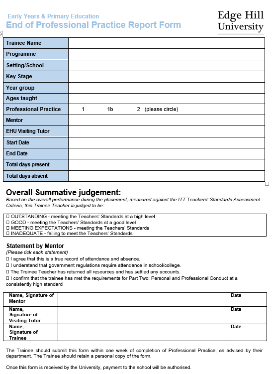 Early Years & Primary Education
End of Professional Practice Report Form
Edge Hill
University
Trainee Name
Programme
Setting/School
Key Stage
Year group
Ages taught
Professional Practice 1 1b 2 (please circle)
Mentor
EHU Visiting Tutor
Start Date
End Date
Total days present
Total days absent
Overall Summative judgement:
Based on the overall performance during the placement, measured against the ITT Teachers' Standards Assessment
Criteria, this Trainee Teacher is judged to be:
□ OUTSTANDING - meeting the Teachers' Standards at a high level
□ GOOD - meeting the Teachers' Standards at a good level
□ MEETING EXPECTATIONS - meeting the Teachers' Standards
□ INADEQUATE - failing to meet the Teachers' Standards
Statement by Mentor
(Please tick each statement)
□ I agree that this is a true record of attendance and absence.
□ I understand that government regulations require attendance in school/college.
□ The Trainee Teacher has returned all resources and has settled any accounts.
□ I confirm that the trainee has met the requirements for Part Two: Personal and Professional Conduct at a
consistently high standard
Name, Signature of Date
Mentor
Name, Date
Signature of
Visiting Tutor
Name, Date
Signature of
Trainee
The Trainee should submit this form within one week of completion of Professional Practice, as advised by their
department. The Trainee should retain a personal copy of the form.
Once this form is received by the University, payment to the school will be authorised.